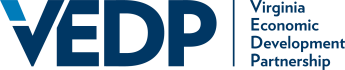 VEDP
Virginia
Economic
Development
Partnership